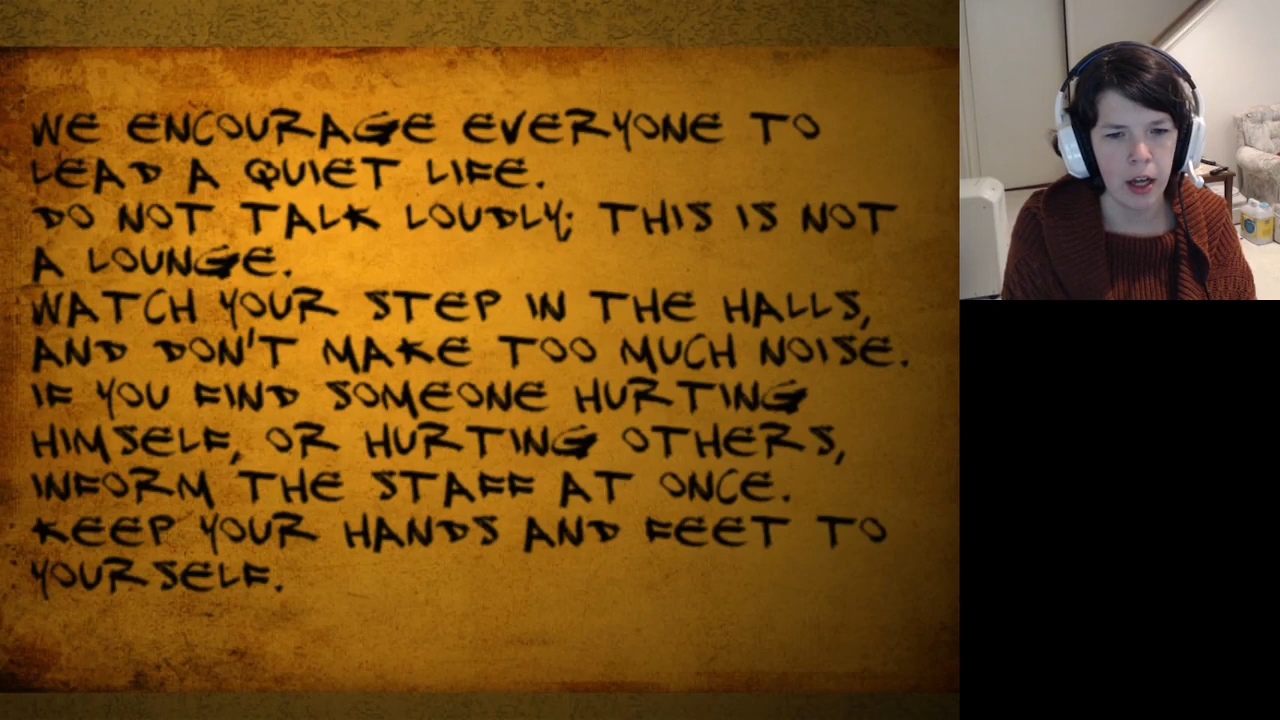 WE ENCOURAGE EVERYONE TO
LEAD A QUIET LIFE.
DO NOT TALK LOUDLY; THIS IS NOT
A LOUNGE.
WATCH YOUR STEP IN THE HALLS,
AND DON'T MAKE TOO MUCH NOISE.
IF YOU FIND SOMEONE HURTING
HIMSELF, OR HURTING OTHERS,
INFORM THE STAFF AT ONCE.
KEEP YOUR HANDS AND FEET TO
YOURSELF.